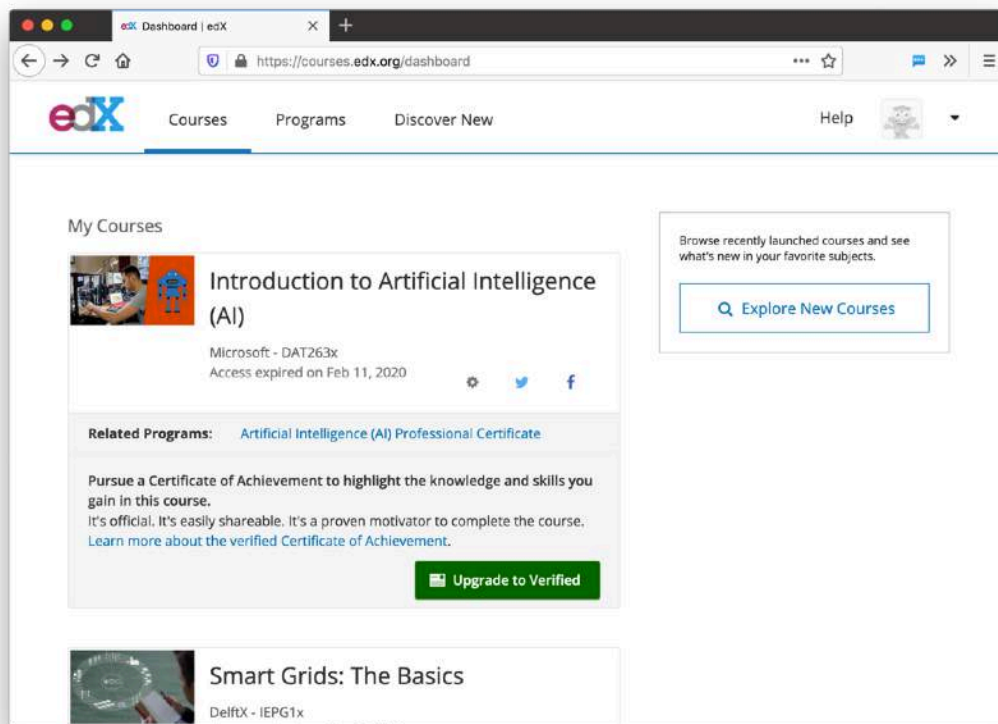 edX Dashboard | edX
https://courses.edx.org/dashboard
edX
Courses
Programs
Discover New
Help
My Courses
Introduction to Artificial Intelligence
(AI)
Microsoft - DAT263x
Access expired on Feb 11, 2020
Related Programs: Artificial Intelligence (AI) Professional Certificate
Pursue a Certificate of Achievement to highlight the knowledge and skills you
gain in this course.
It's official. It's easily shareable. It's a proven motivator to complete the course.
Learn more about the verified Certificate of Achievement.
Upgrade to Verified
Smart Grids: The Basics
DelftX - IEPG1x
Browse recently launched courses and see
what's new in your favorite subjects.
Explore New Courses